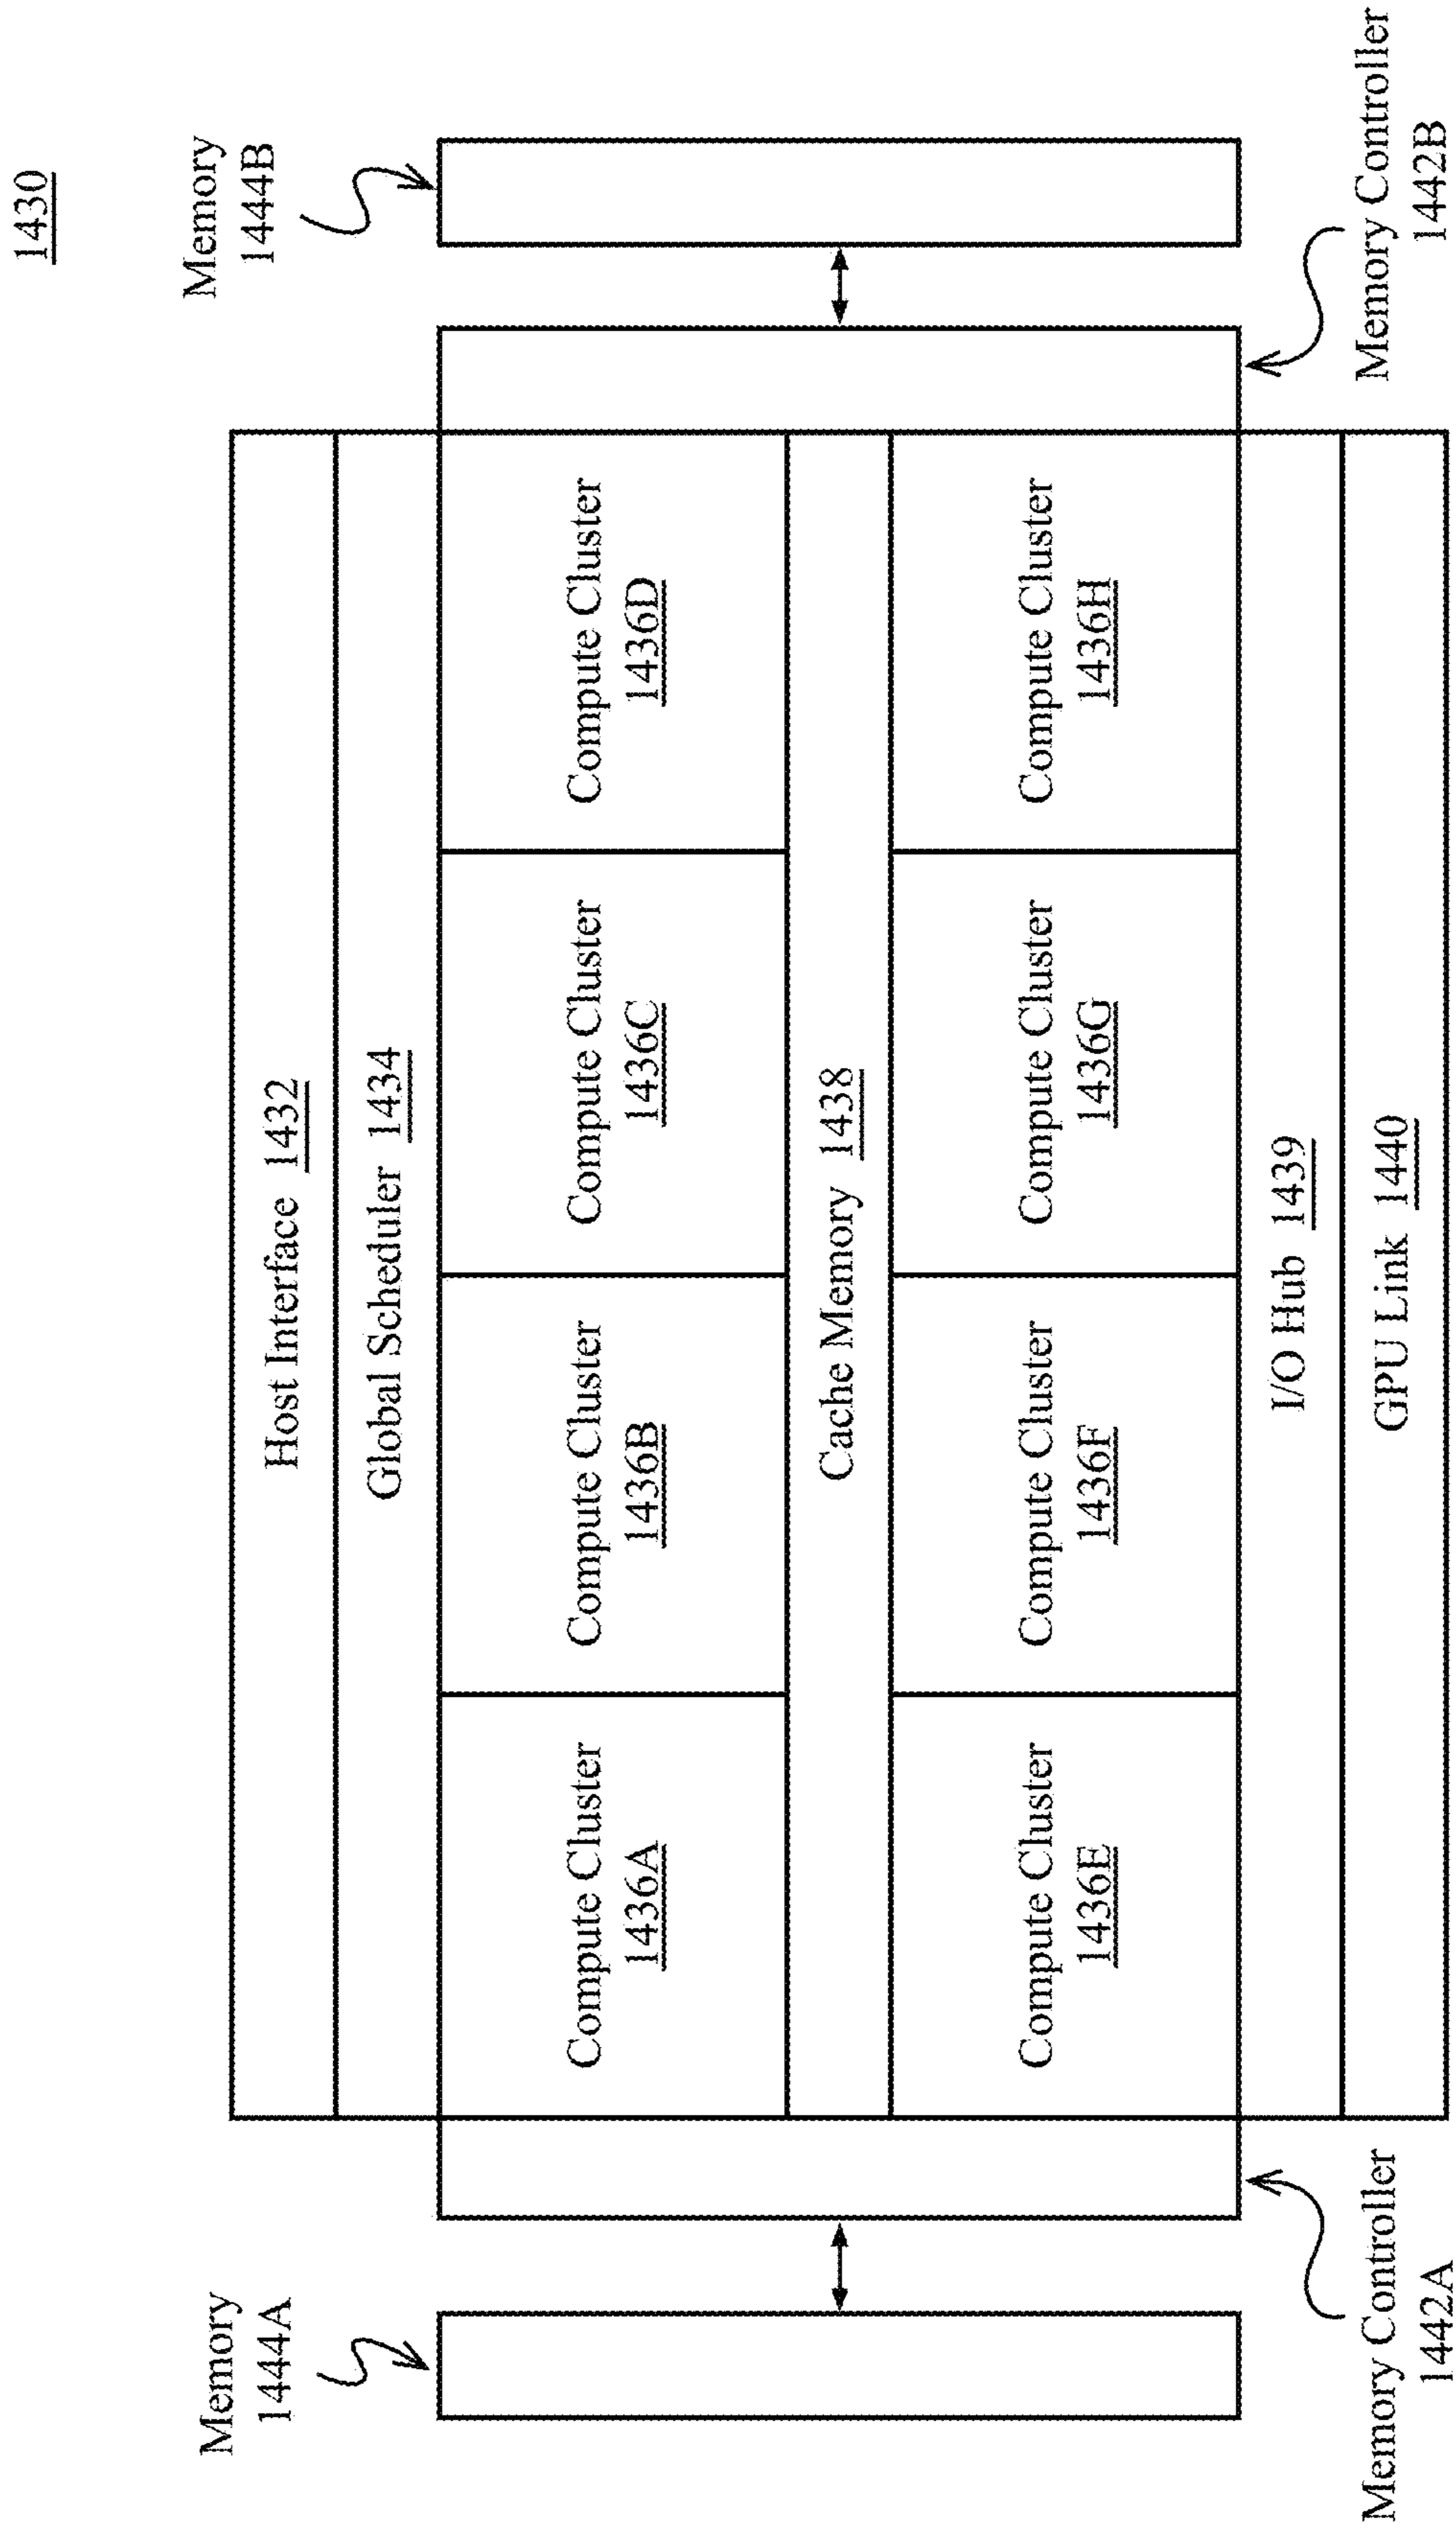 1430
Memory
1444A
Memory
1444B
Host Interface 1432
Global Scheduler 1434
Compute Cluster
1436A
Compute Cluster
1436B
Compute Cluster
1436C
Compute Cluster
1436D
Cache Memory 1438
Compute Cluster
1436E
Compute Cluster
1436F
Compute Cluster
1436G
Compute Cluster
1436H
I/O Hub 1439
GPU Link 1440
Memory Controller
1442A
Memory Controller
1442B